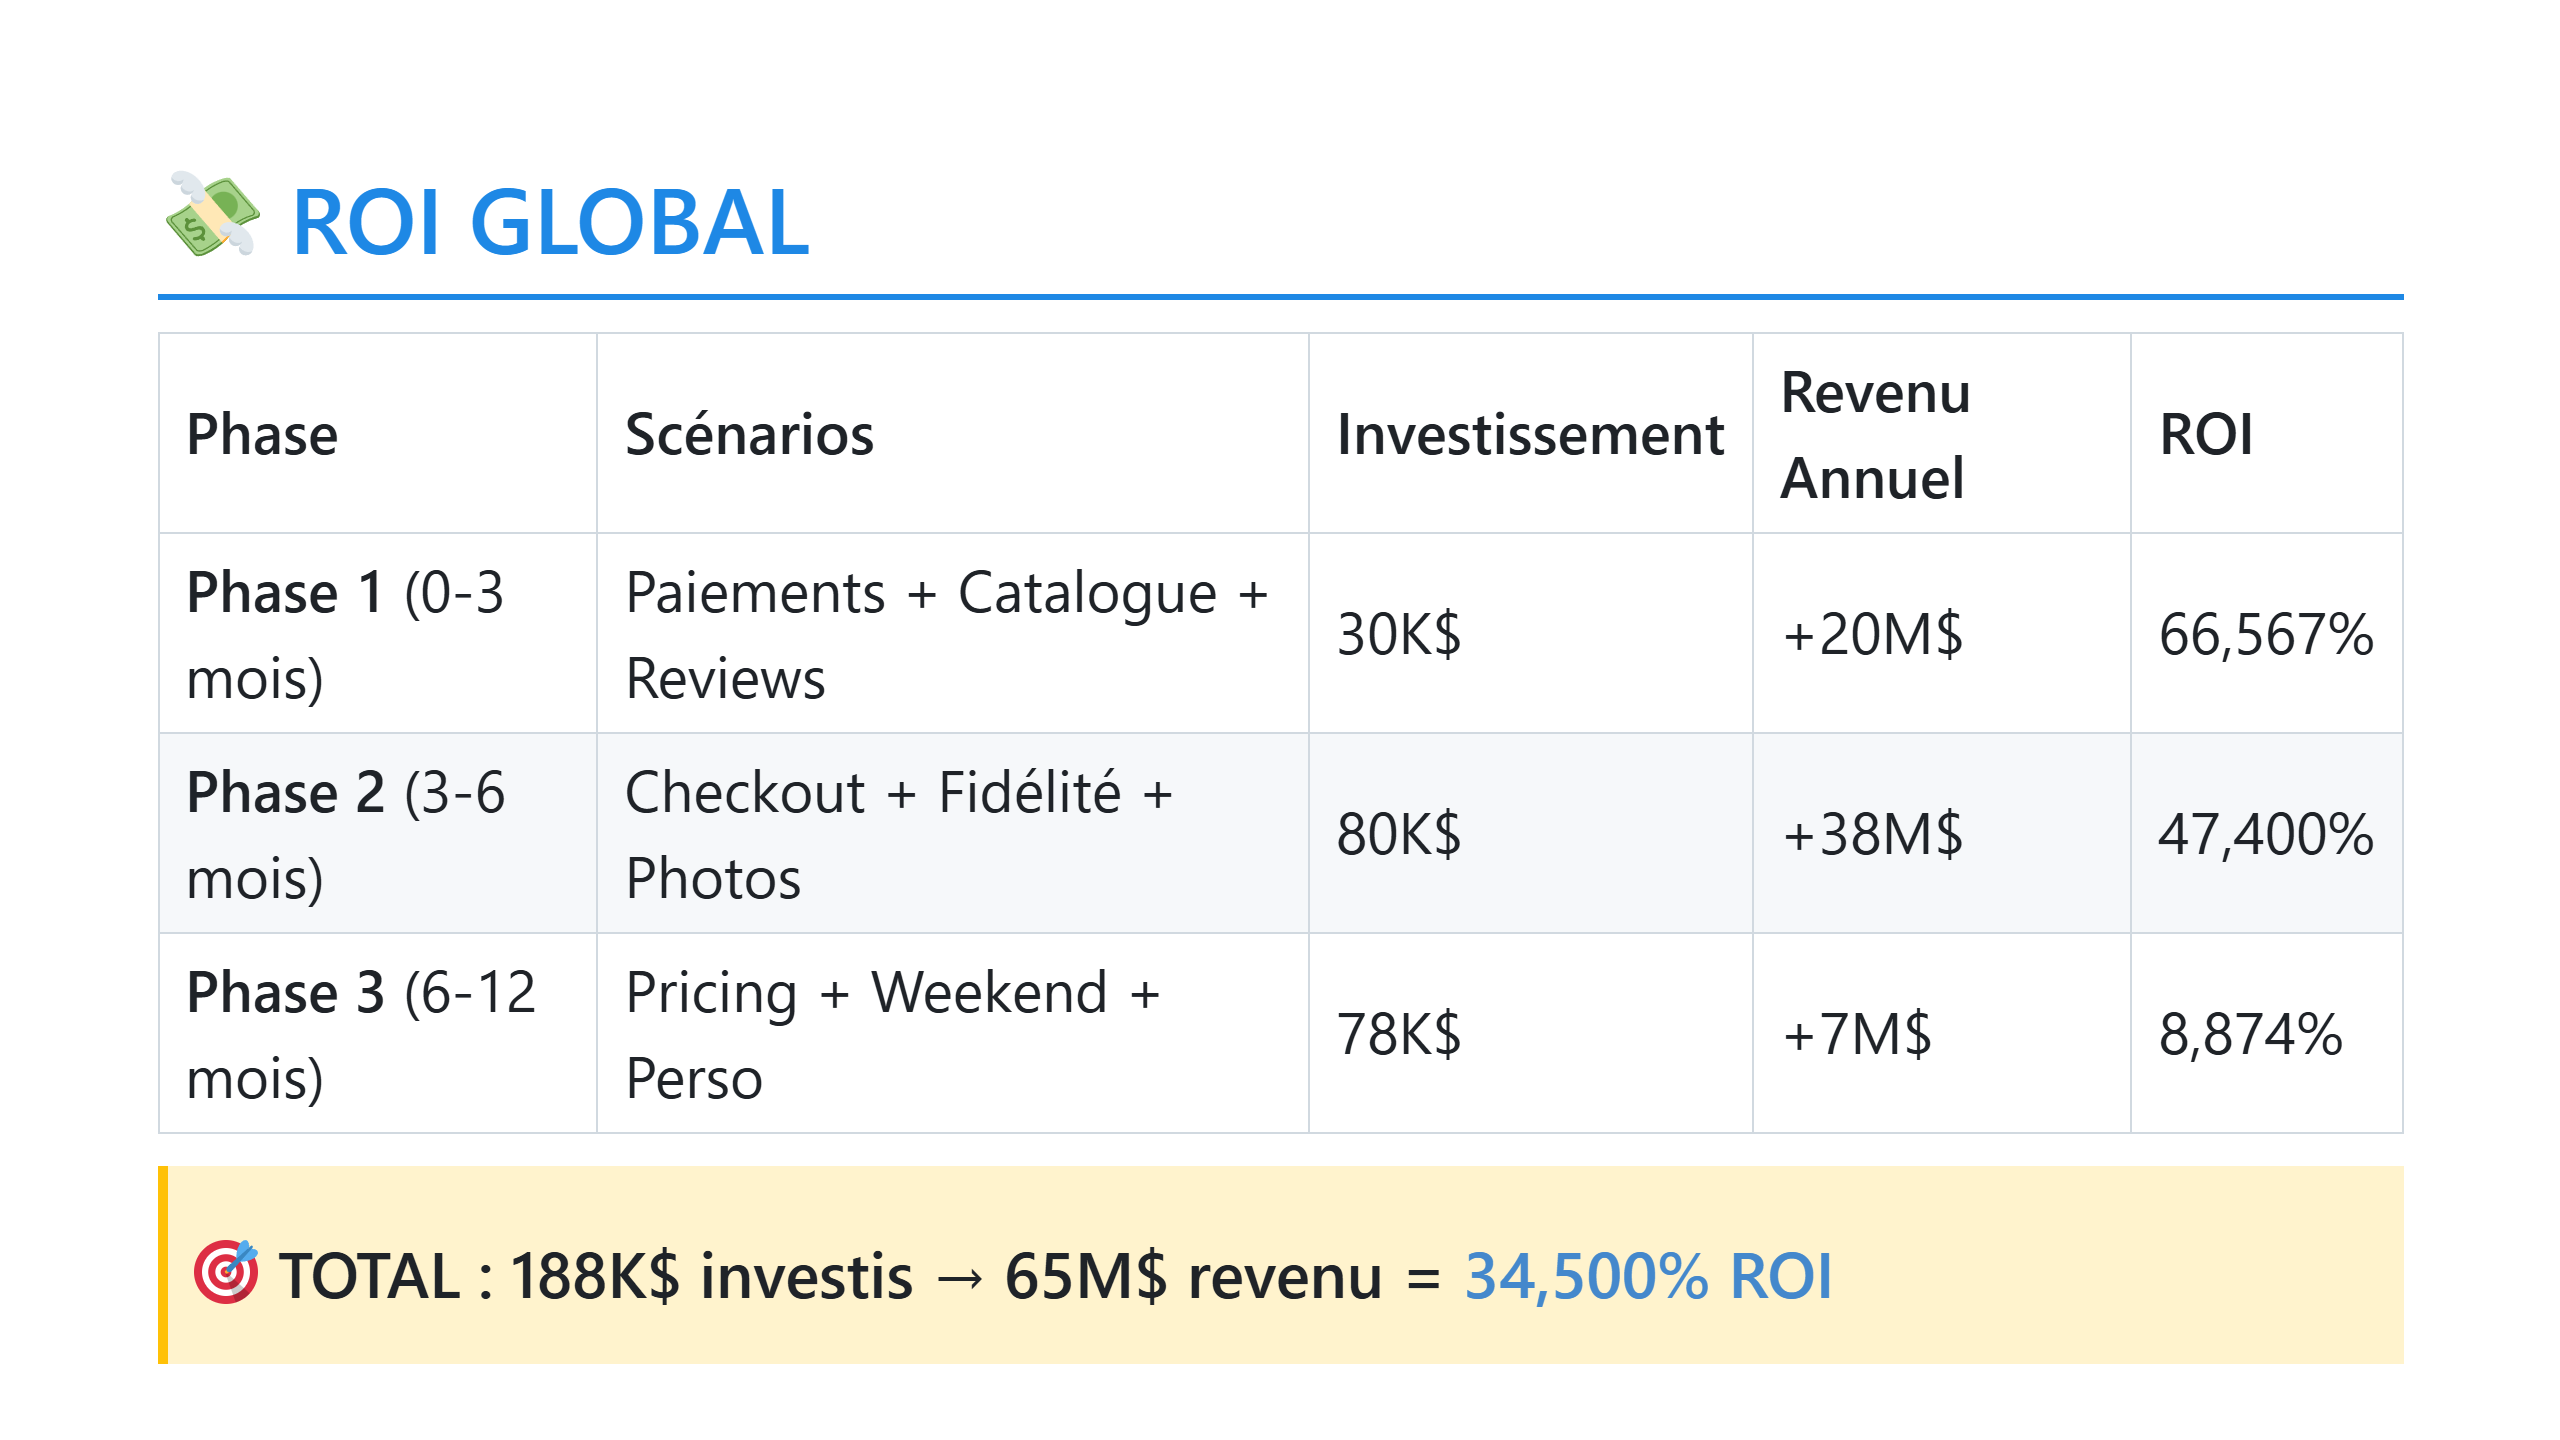 💸 ROI GLOBAL
Phase
Scénarios
Investissement
Revenu
Annuel
ROI
Phase 1 (0-3
mois)
Paiements + Catalogue +
Reviews
30K$
+20M$
66,567%
Phase 2 (3-6
mois)
Checkout + Fidélité +
Photos
80K$
+38M$
47,400%
Phase 3 (6-12
mois)
Pricing + Weekend +
Perso
78K$
+7M$
8,874%
🎯 TOTAL : 188K$ investis → 65M$ revenu = 34,500% ROI